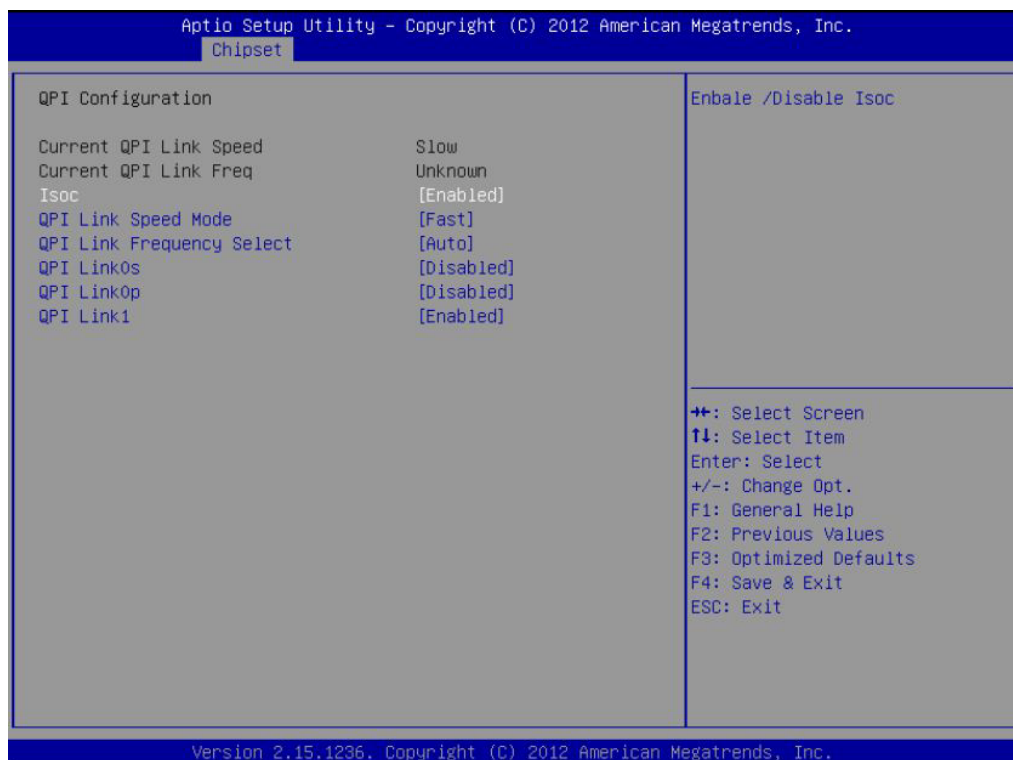 Aptio Setup Utility – Copyright (C) 2012 American Megatrends, Inc.
Chipset
QPI Configuration
Current QPI Link Speed Slow
Current QPI Link Freq Unknown
Isoc [Enabled]
QPI Link Speed Mode [Fast]
QPI Link Frequency Select [Auto]
QPI Link0s [Disabled]
QPI Link0p [Disabled]
QPI Link1 [Enabled]
Enbale /Disable Isoc
→←: Select Screen
↑↓: Select Item
Enter: Select
+/-: Change Opt.
F1: General Help
F2: Previous Values
F3: Optimized Defaults
F4: Save & Exit
ESC: Exit
Version 2.15.1236. Copyright (C) 2012 American Megatrends, Inc.